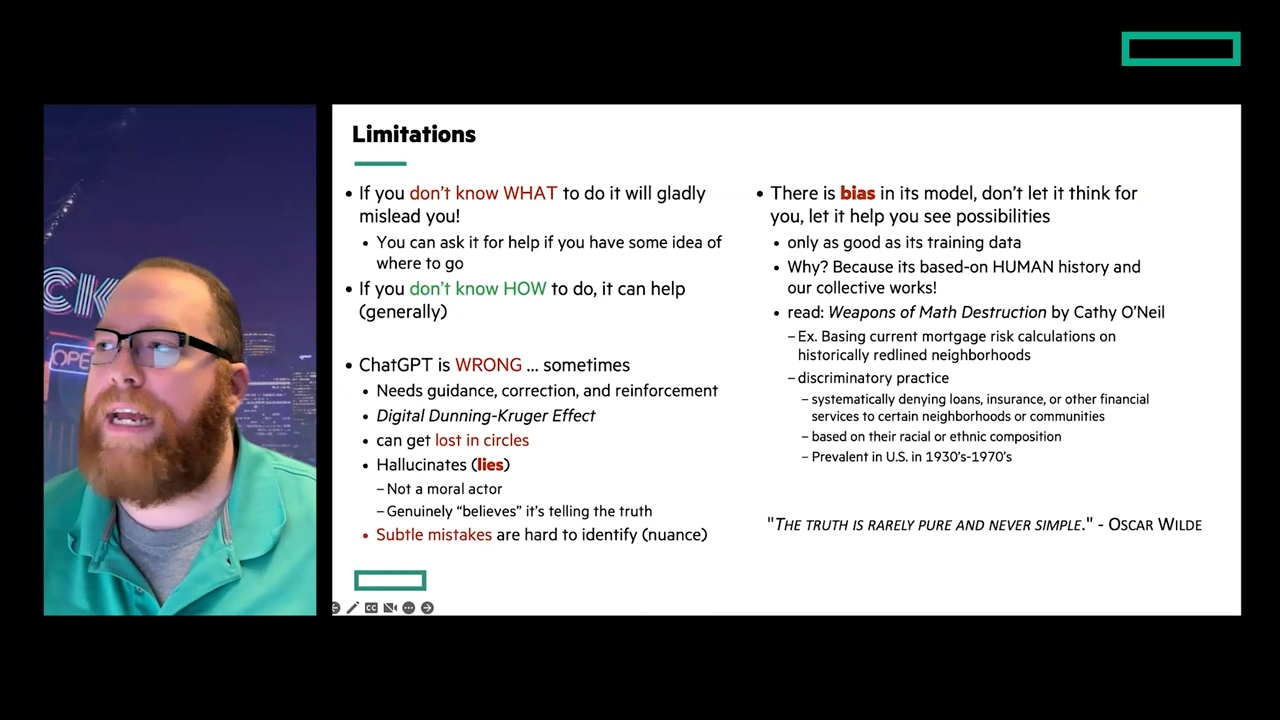 CK
OPE
Limitations
• If you don't know WHAT to do it will gladly
mislead you!
• You can ask it for help if you have some idea of
where to go
• If you don't know HOW to do, it can help
(generally)
• ChatGPT is WRONG ... sometimes
• Needs guidance, correction, and reinforcement
• Digital Dunning-Kruger Effect
• can get lost in circles
• Hallucinates (lies)
– Not a moral actor
– Genuinely “believes” it's telling the truth
• Subtle mistakes are hard to identify (nuance)
• There is bias in its model, don't let it think for
you, let it help you see possibilities
• only as good as its training data
• Why? Because its based-on HUMAN history and
our collective works!
• read: Weapons of Math Destruction by Cathy O'Neil
– Ex. Basing current mortgage risk calculations on
historically redlined neighborhoods
– discriminatory practice
– systematically denying loans, insurance, or other financial
services to certain neighborhoods or communities
– based on their racial or ethnic composition
– Prevalent in U.S. in 1930's-1970's
"THE TRUTH IS RARELY PURE AND NEVER SIMPLE." - OSCAR WILDE
CC